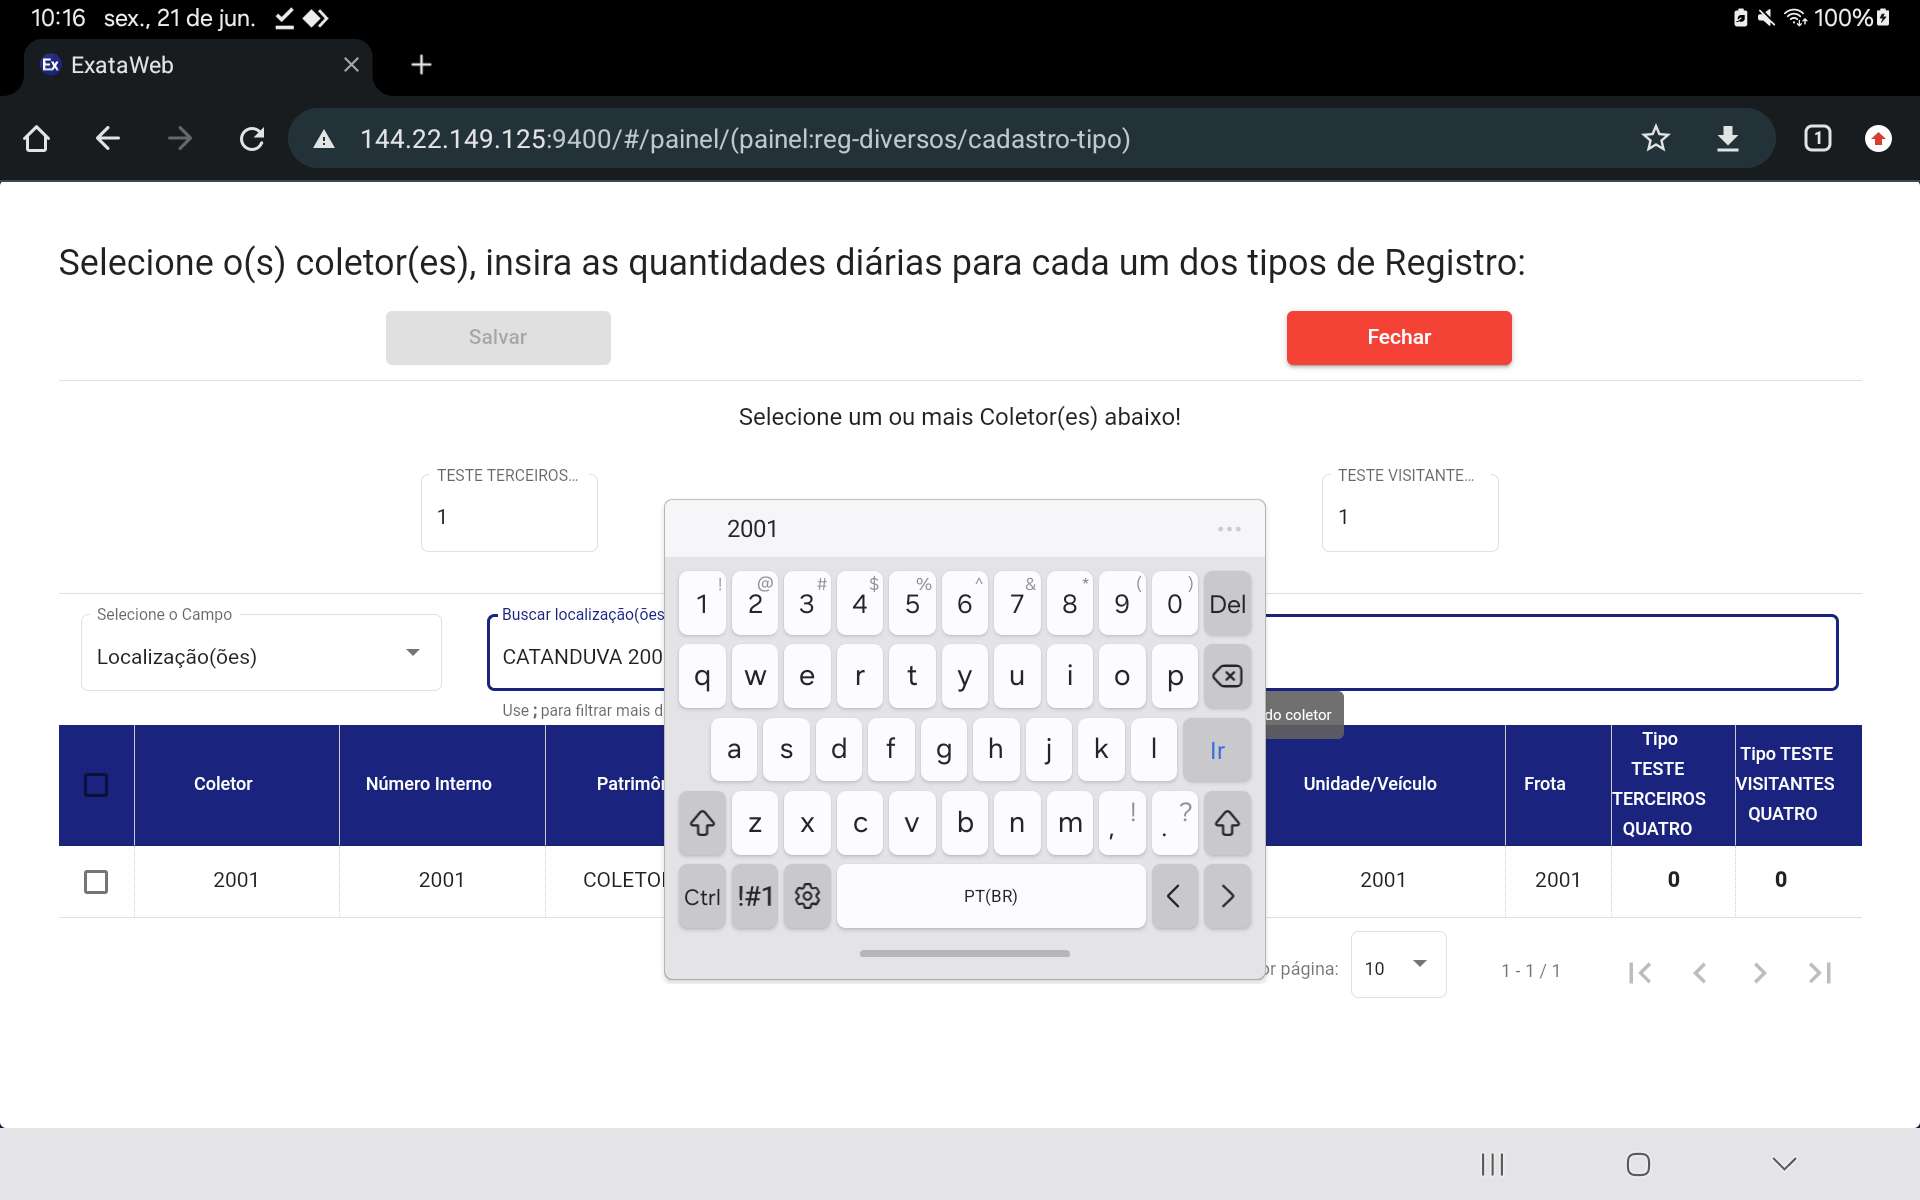 10:16 sex., 21 de jun. 100%
Ex ExataWeb
144.22.149.125:9400/#/painel/(painel:reg-diversos/cadastro-tipo) 1
Selecione o(s) coletor(es), insira as quantidades diárias para cada um dos tipos de Registro:
Salvar Fechar
Selecione um ou mais Coletor(es) abaixo!
TESTE TERCEIROS... TESTE VISITANTE...
1 1
2001 ...
! @ # $ % ^ & * ( )
1 2 3 4 5 6 7 8 9 0 Del
Selecione o Campo Buscar localização(ões
Localização(ões) CATANDUVA 200
q w e r t y u i o p
Use ; para filtrar mais d do coletor
a s d f g h j k l Ir
Coletor Número Interno Patrimôn Unidade/Veículo Frota Tipo TESTE TERCEIROS QUATRO Tipo TESTE VISITANTES QUATRO
z x c v b n m , ! . ?
2001 2001 COLETOR 2001 2001 0 0
Ctrl !#1 PT(BR) < >
or página: 10 1 - 1 / 1